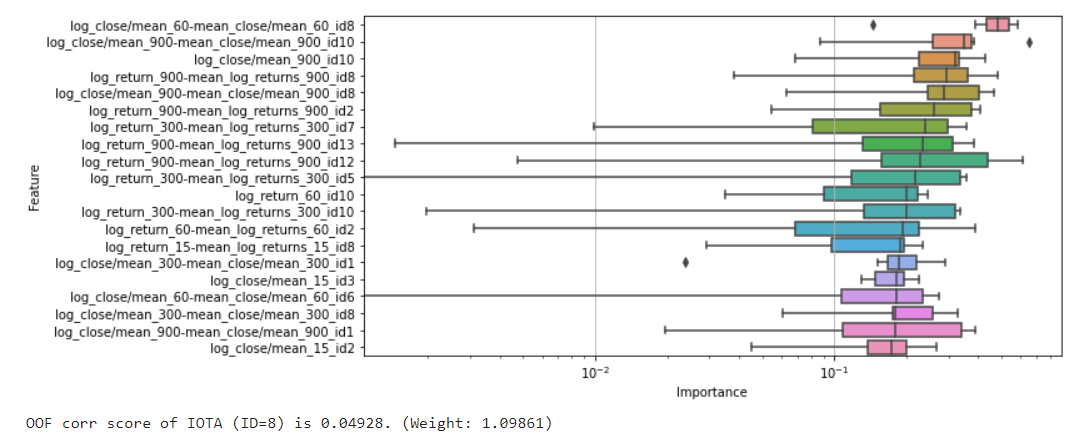 log_close/mean_60-mean_close/mean_60_id8
log_close/mean_900-mean_close/mean_900_id10
log_close/mean_900_id10
log_return_900-mean_log_returns_900_id8
log_close/mean_900-mean_close/mean_900_id8
log_return_900-mean_log_returns_900_id2
log_return_300-mean_log_returns_300_id7
log_return_900-mean_log_returns_900_id13
log_return_900-mean_log_returns_900_id12
log_return_300-mean_log_returns_300_id5
log_return_60_id10
log_return_300-mean_log_returns_300_id10
log_return_60-mean_log_returns_60_id2
log_return_15-mean_log_returns_15_id8
log_close/mean_300-mean_close/mean_300_id1
log_close/mean_15_id3
log_close/mean_60-mean_close/mean_60_id6
log_close/mean_300-mean_close/mean_300_id8
log_close/mean_900-mean_close/mean_900_id1
log_close/mean_15_id2
Feature
10⁻² 10⁻¹
Importance
OOF corr score of IOTA (ID=8) is 0.04928. (Weight: 1.09861)